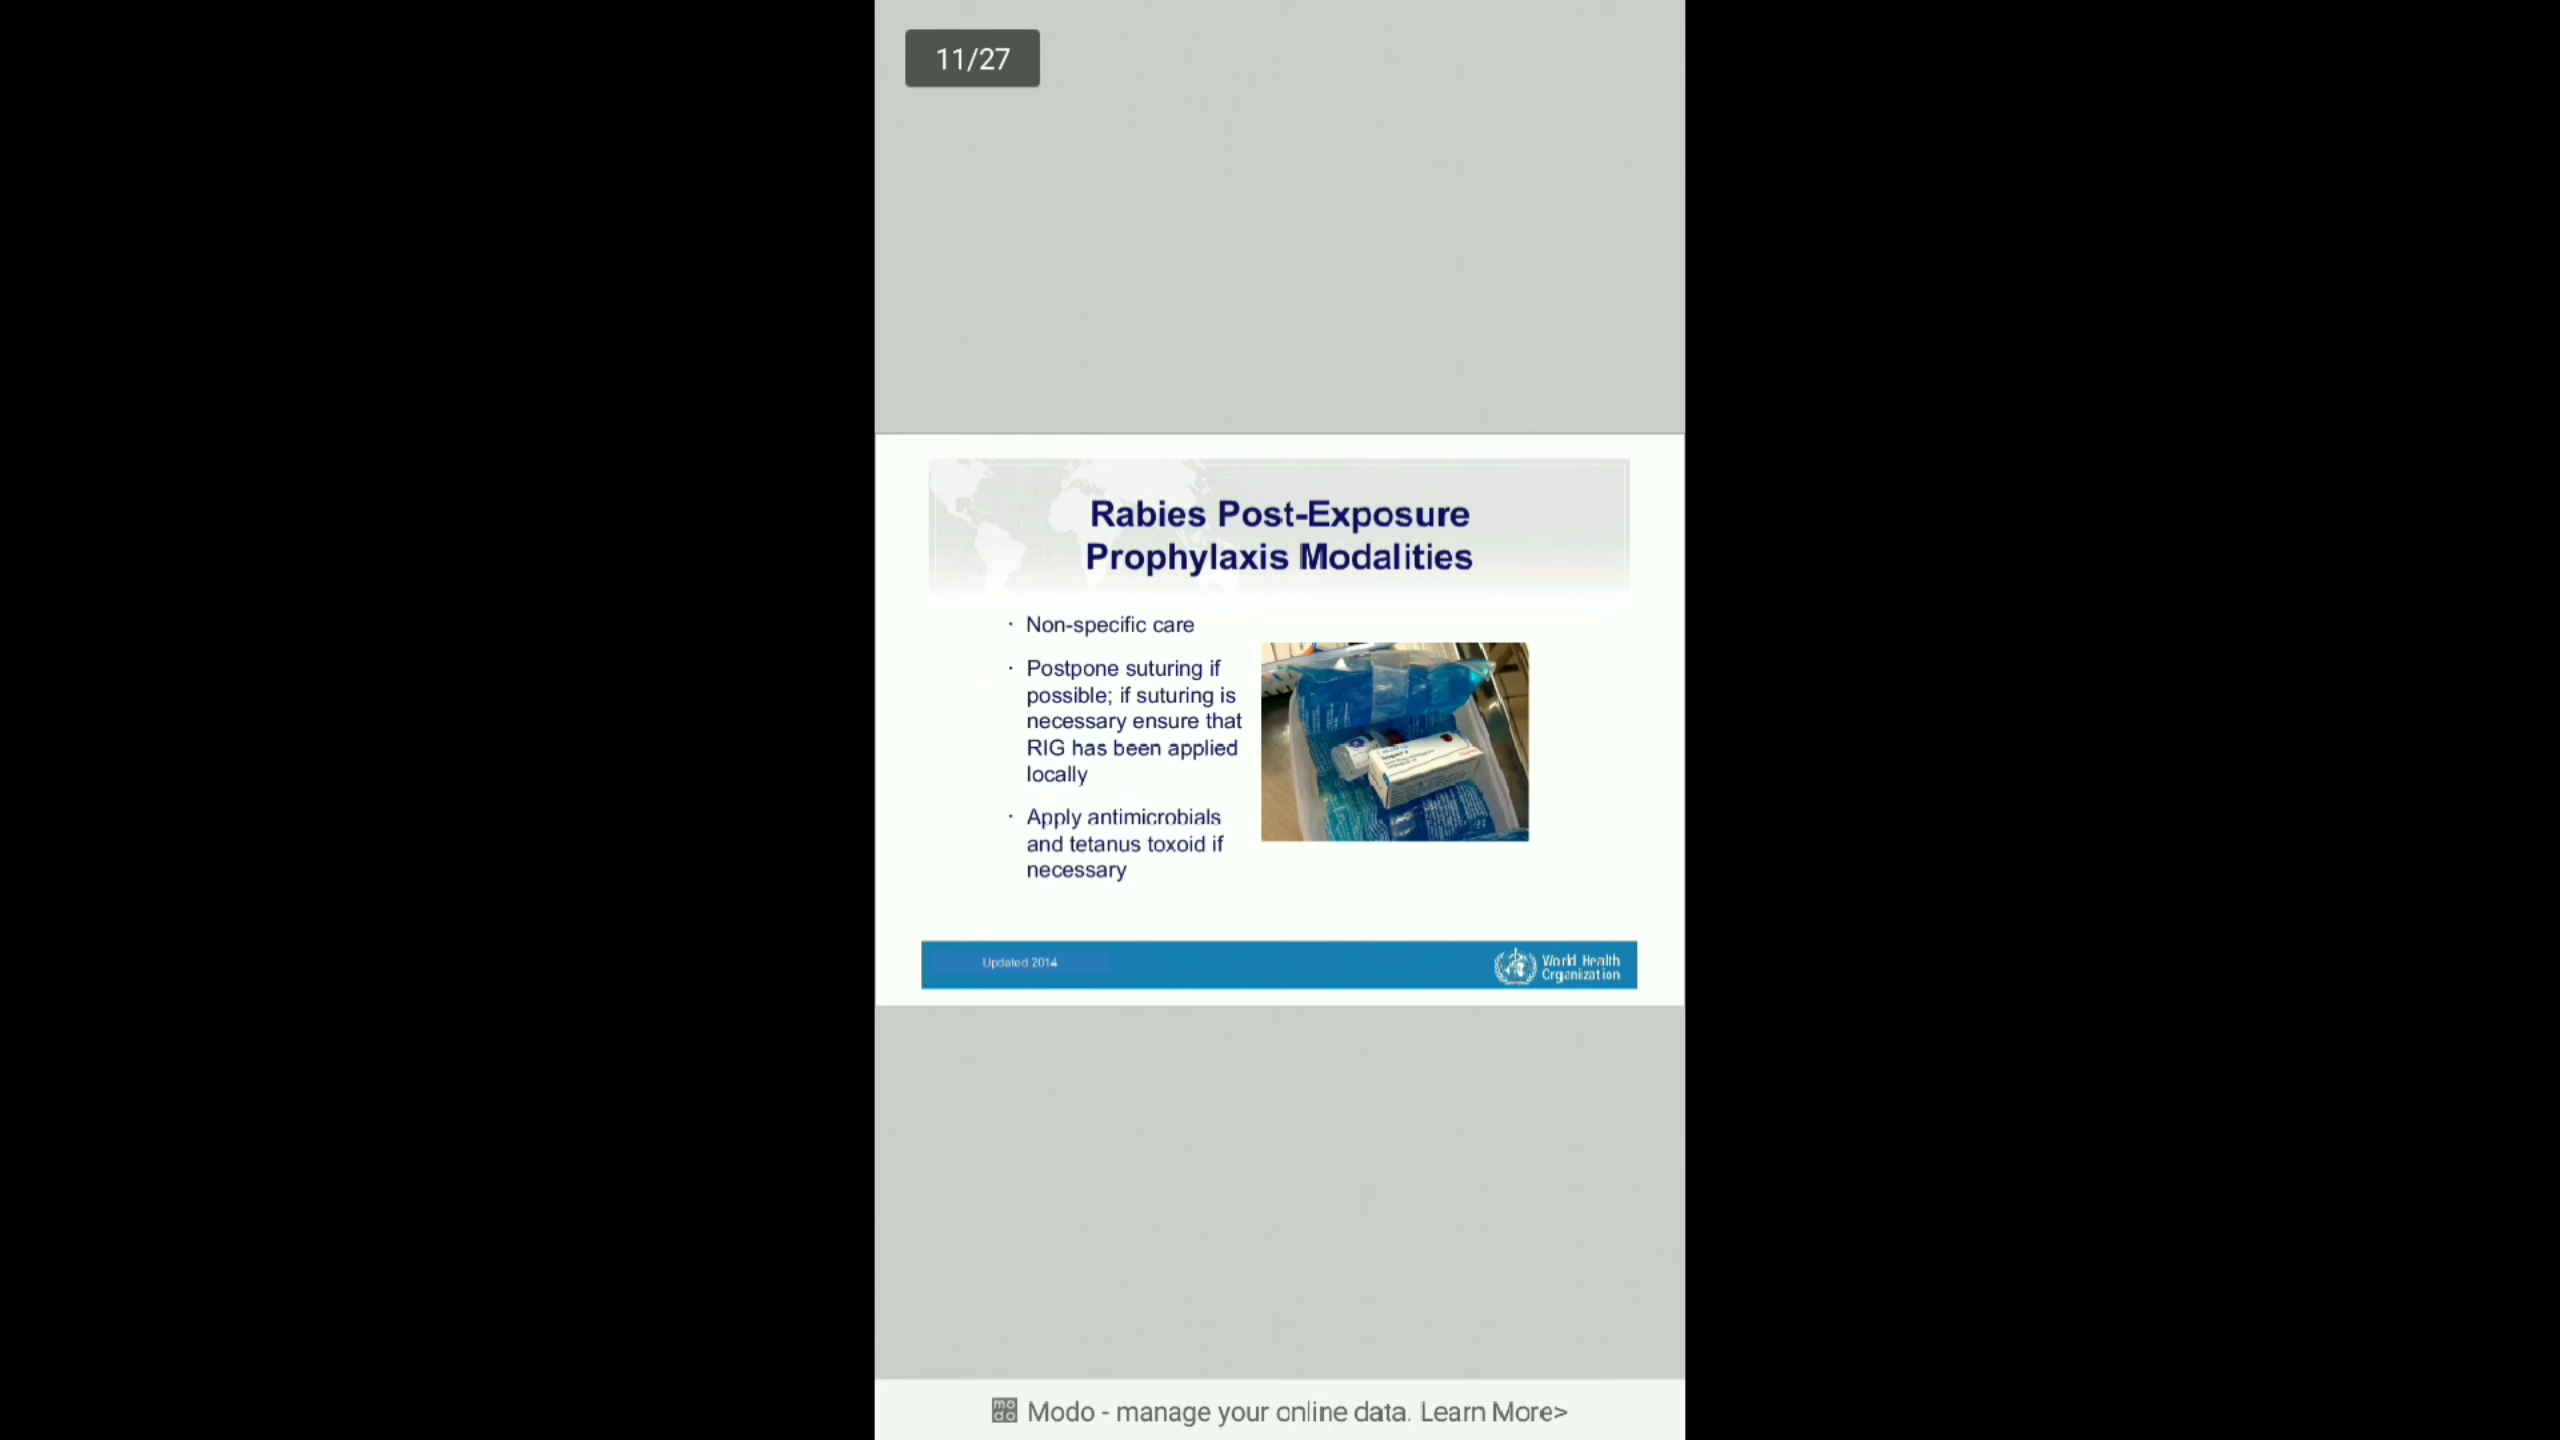 11/27
Rabies Post-Exposure
Prophylaxis Modalities
· Non-specific care
· Postpone suturing if
possible; if suturing is
necessary ensure that
RIG has been applied
locally
· Apply antimicrobials
and tetanus toxoid if
necessary
Updated 2014
World Health
Organization
modo Modo - manage your online data. Learn More>